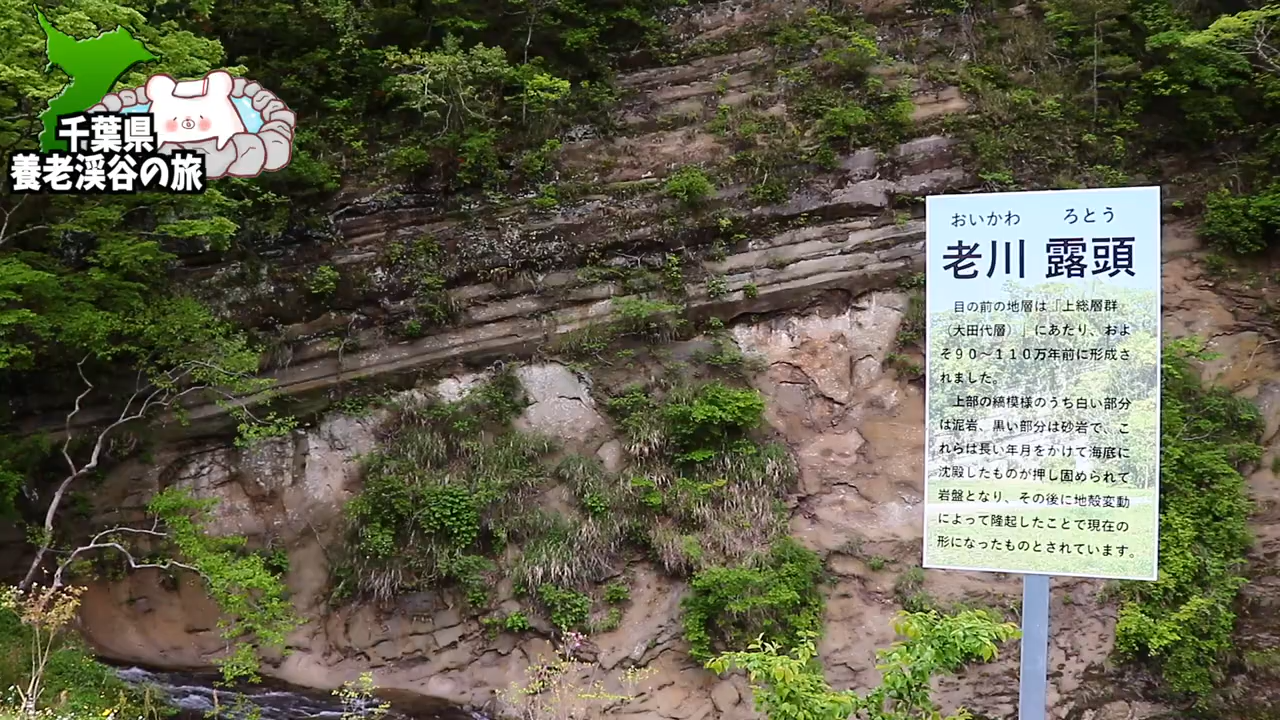 千葉県
養老渓谷の旅
おいかわ　ろとう
老川 露頭
目の前の地層は「上総層群
（大田代層）」にあたり、およ
そ９０～１１０万年前に形成さ
れました。
上部の縞模様のうち白い部分
は泥岩、黒い部分は砂岩で、こ
れらは長い年月をかけて海底に
沈殿したものが押し固められて
岩盤となり、その後に地殻変動
によって隆起したことで現在の
形になったものとされています。